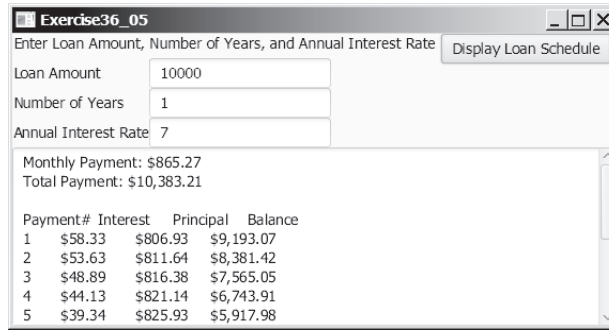 Exercise36_05
Enter Loan Amount, Number of Years, and Annual Interest Rate
Display Loan Schedule
Loan Amount 10000
Number of Years 1
Annual Interest Rate 7
Monthly Payment: $865.27
Total Payment: $10,383.21
Payment# Interest Principal Balance
1 $58.33 $806.93 $9,193.07
2 $53.63 $811.64 $8,381.42
3 $48.89 $816.38 $7,565.05
4 $44.13 $821.14 $6,743.91
5 $39.34 $825.93 $5,917.98